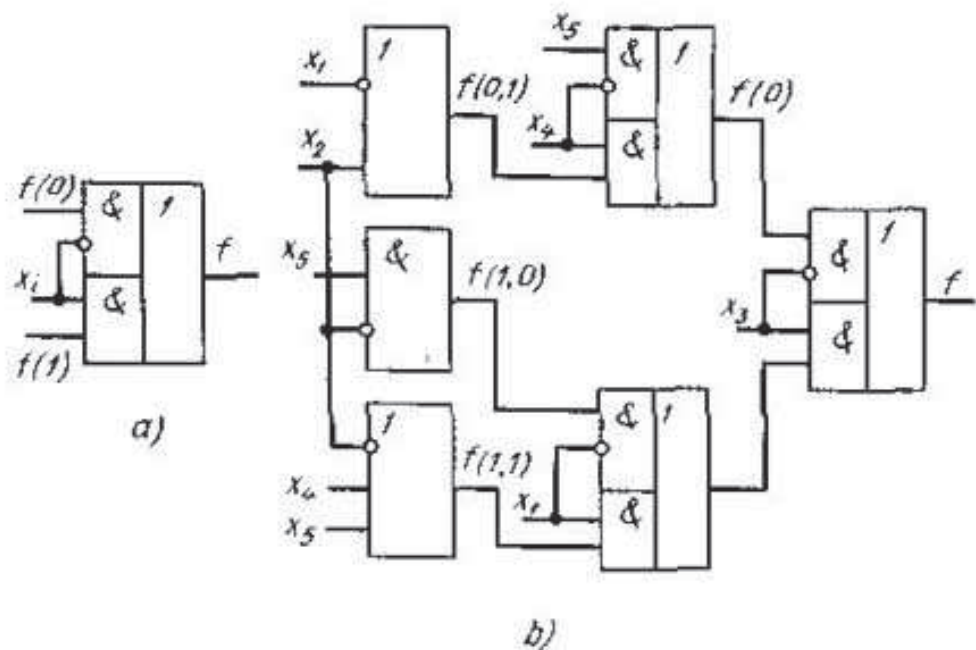 f(0)
&
1
x_i
&
f
f(1)
a)
x_1
1
f(0,1)
x_2
x_5
&
1
f(0)
x_4
&
x_5
&
f(1,0)
1
f(1,1)
x_4
x_5
&
1
x_1
&
&
1
f
x_3
&
b)